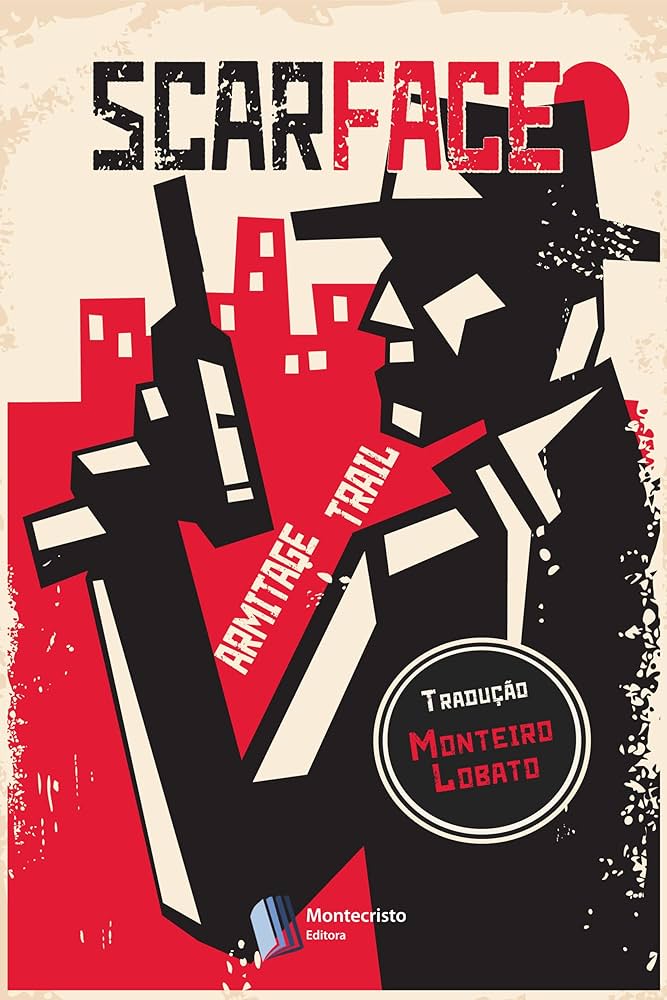 SCARFACE
ARMITAGE TRAIL
TRADUÇÃO
MONTEIRO
LOBATO
Montecristo
Editora